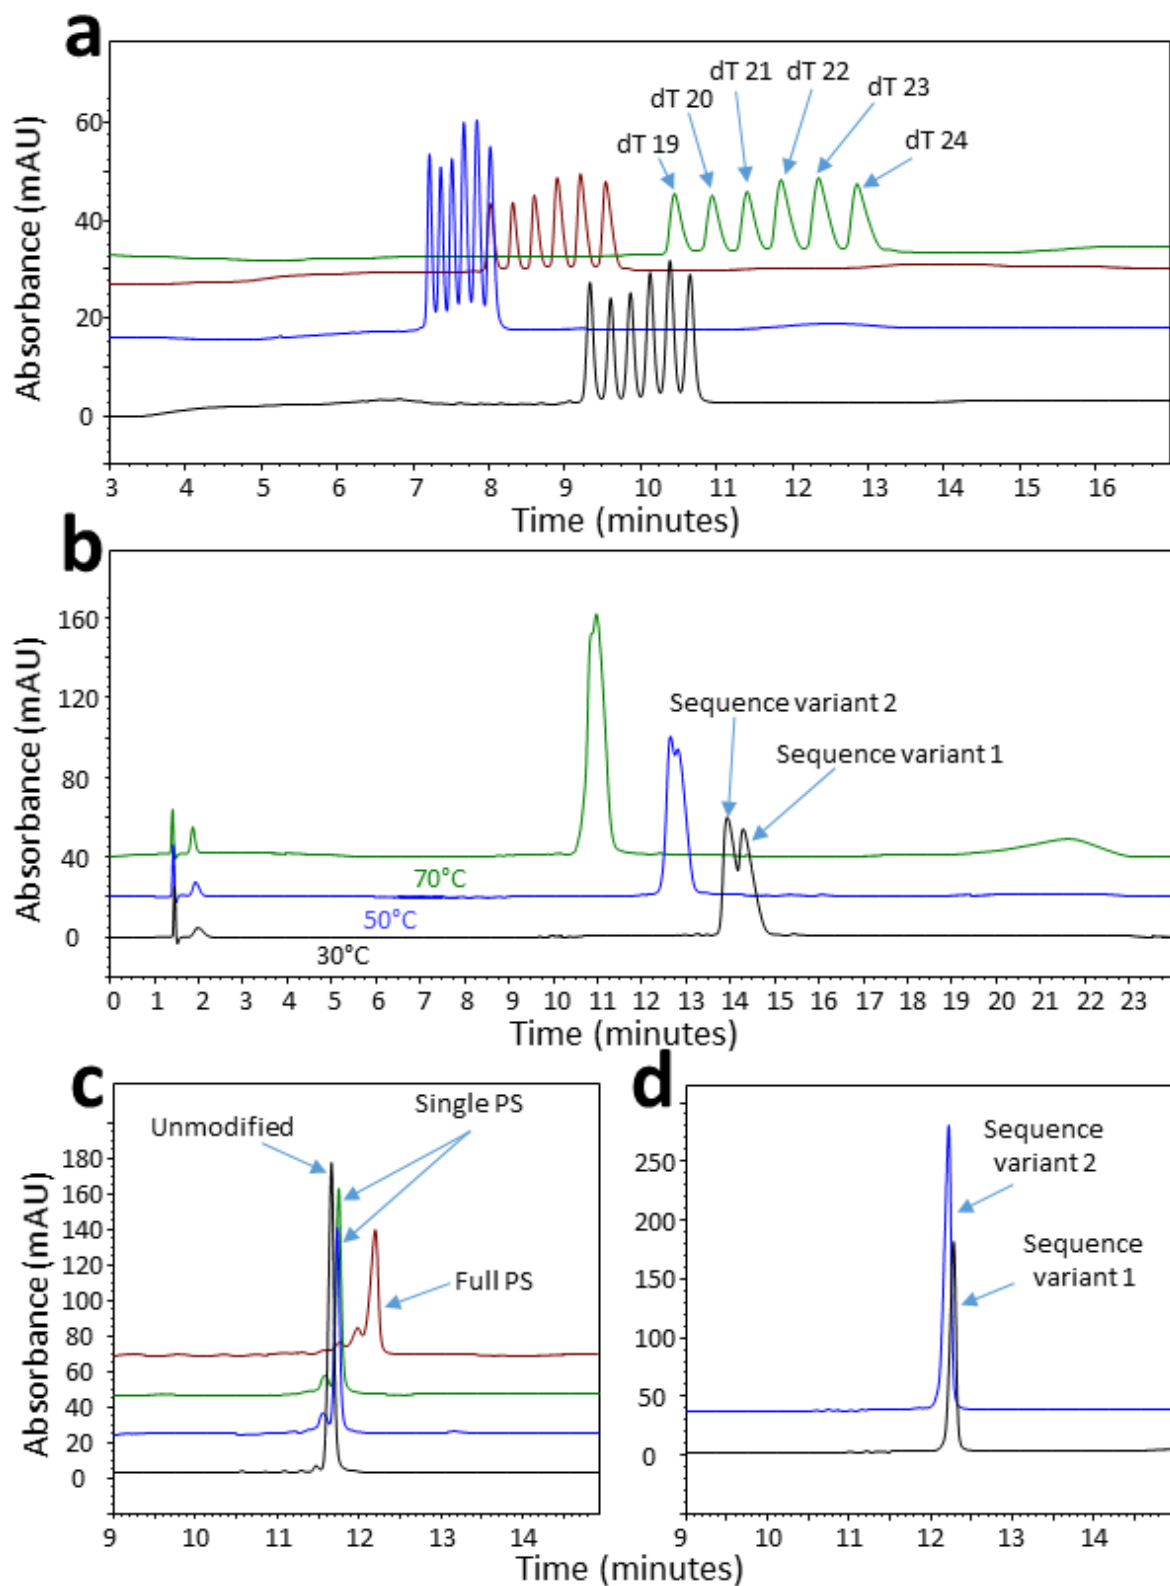 a
Absorbance (mAU)
60
40
20
0
dT 19
dT 20
dT 21
dT 22
dT 23
dT 24
3 4 5 6 7 8 9 10 11 12 13 14 15 16
Time (minutes)
b
Absorbance (mAU)
160
120
80
40
0
Sequence variant 2
Sequence variant 1
70°C
50°C
30°C
0 1 2 3 4 5 6 7 8 9 10 11 12 13 14 15 16 17 18 19 20 21 22 23
Time (minutes)
c
Absorbance (mAU)
180
160
140
120
100
80
60
40
20
0
Unmodified
Single PS
Full PS
9 10 11 12 13 14
Time (minutes)
d
250
200
150
100
50
0
Sequence
variant 2
Sequence
variant 1
9 10 11 12 13 14
Time (minutes)